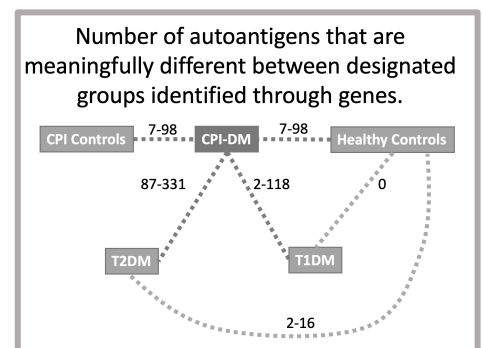 Number of autoantigens that are
meaningfully different between designated
groups identified through genes.
CPI Controls 7-98 CPI-DM 7-98 Healthy Controls
87-331 2-118 0
T2DM T1DM
2-16